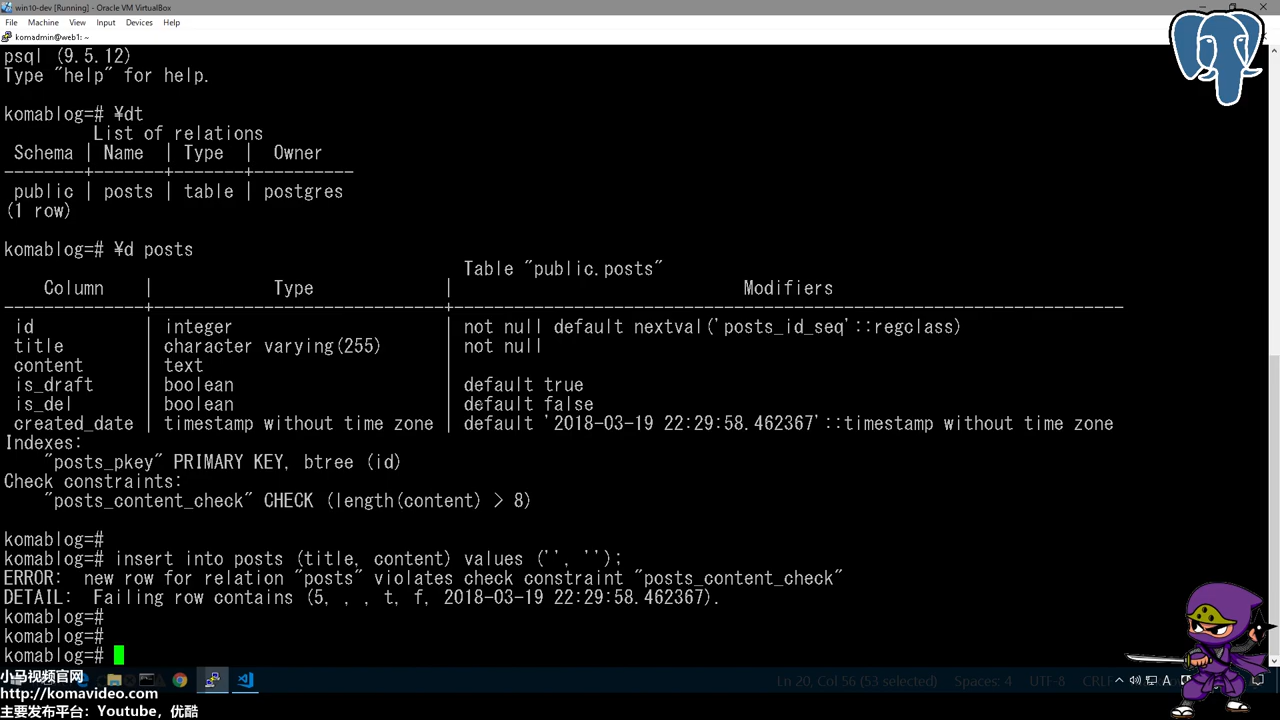 win10-dev [Running] - Oracle VM VirtualBox
File Machine View Input Devices Help
komadmin@web1: ~
psql (9.5.12)
Type "help" for help.
komablog=# ¥dt
List of relations
Schema | Name | Type | Owner
--------+-------+-------+----------
public | posts | table | postgres
(1 row)
komablog=# ¥d posts
Table "public.posts"
Column | Type | Modifiers
--------------+-----------------------------+-------------------------------------------------------------------
id | integer | not null default nextval('posts_id_seq'::regclass)
title | character varying(255) | not null
content | text |
is_draft | boolean | default true
is_del | boolean | default false
created_date | timestamp without time zone | default '2018-03-19 22:29:58.462367'::timestamp without time zone
Indexes:
"posts_pkey" PRIMARY KEY, btree (id)
Check constraints:
"posts_content_check" CHECK (length(content) > 8)
komablog=#
komablog=# insert into posts (title, content) values ('', '');
ERROR: new row for relation "posts" violates check constraint "posts_content_check"
DETAIL: Failing row contains (5, , , t, f, 2018-03-19 22:29:58.462367).
komablog=#
komablog=#
komablog=#
小马视频官网
http://komavideo.com
主要发布平台：Youtube，优酷
Ln 20, Col 56 (53 selected) Spaces: 4 UTF-8 CRL